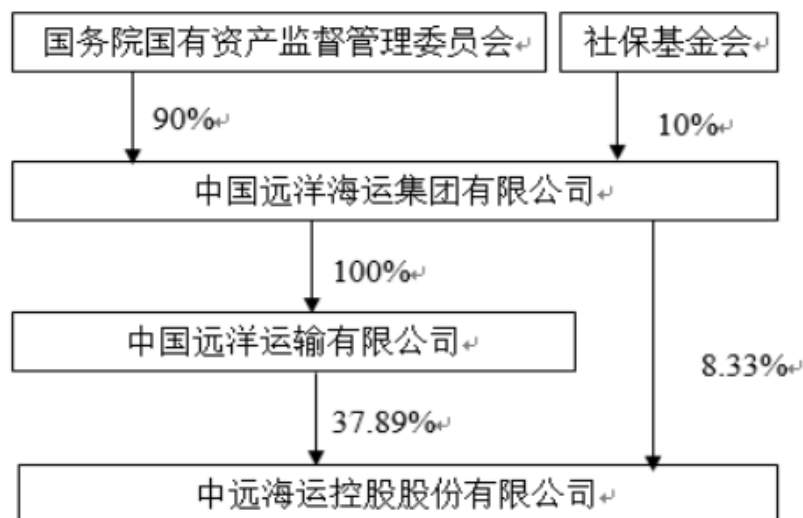 国务院国有资产监督管理委员会
社保基金会
90%
10%
中国远洋海运集团有限公司
100%
中国远洋运输有限公司
8.33%
37.89%
中远海运控股股份有限公司